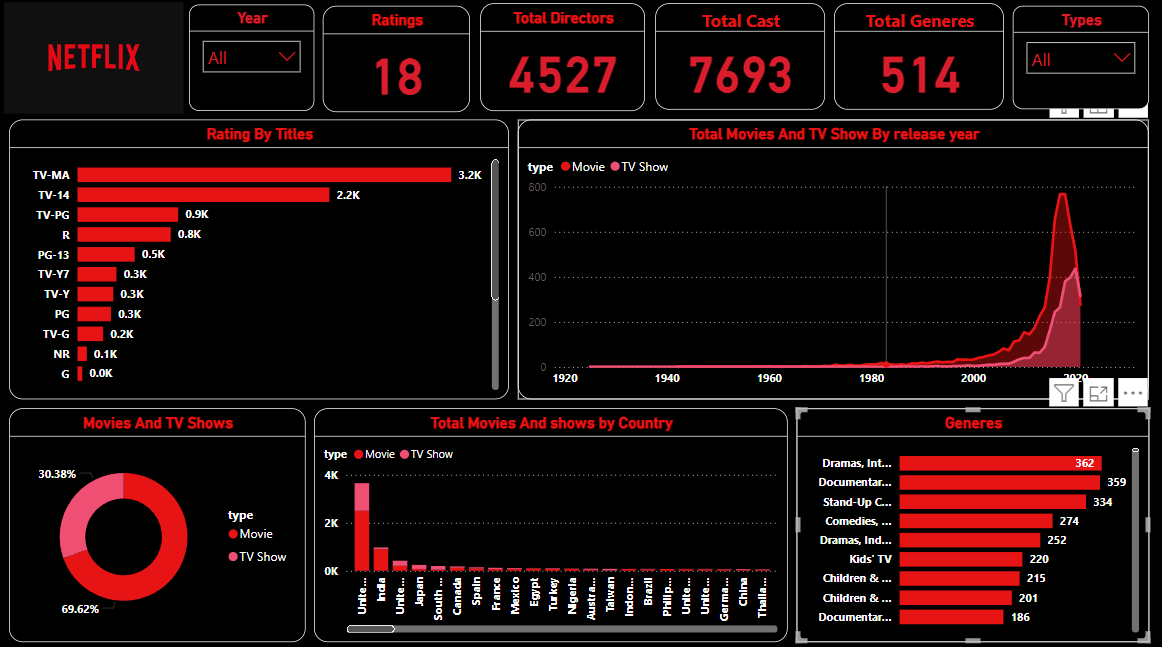 NETFLIX
Year
All
Ratings
18
Total Directors
4527
Total Cast
7693
Total Generes
514
Types
All
Rating By Titles
TV-MA 3.2K
TV-14 2.2K
TV-PG 0.9K
R 0.8K
PG-13 0.5K
TV-Y7 0.3K
TV-Y 0.3K
PG 0.3K
TV-G 0.2K
NR 0.1K
G 0.0K
Total Movies And TV Show By release year
type Movie TV Show
800
600
400
200
0
1920 1940 1960 1980 2000 2020
Movies And TV Shows
30.38%
69.62%
type
Movie
TV Show
Total Movies And shows by Country
type Movie TV Show
4K
2K
0K
Unite...
India
Unite...
Japan
South ...
Canada
Spain
France
Mexico
Egypt
Turkey
Nigeria
Austra...
Taiwan
Indon...
Brazil
Philip...
Unite...
Unite...
Germa...
China
Thaila...
Generes
Dramas, Int... 362
Documentar... 359
Stand-Up C... 334
Comedies, ... 274
Dramas, Ind... 252
Kids' TV 220
Children & ... 215
Children & ... 201
Documentar... 186